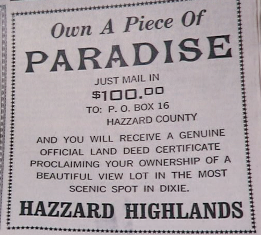 Own A Piece Of
PARADISE
JUST MAIL IN
$100.00
TO: P. O. BOX 16
HAZZARD COUNTY
AND YOU WILL RECEIVE A GENUINE
OFFICIAL LAND DEED CERTIFICATE
PROCLAIMING YOUR OWNERSHIP OF A
BEAUTIFUL VIEW LOT IN THE MOST
SCENIC SPOT IN DIXIE.
HAZZARD HIGHLANDS